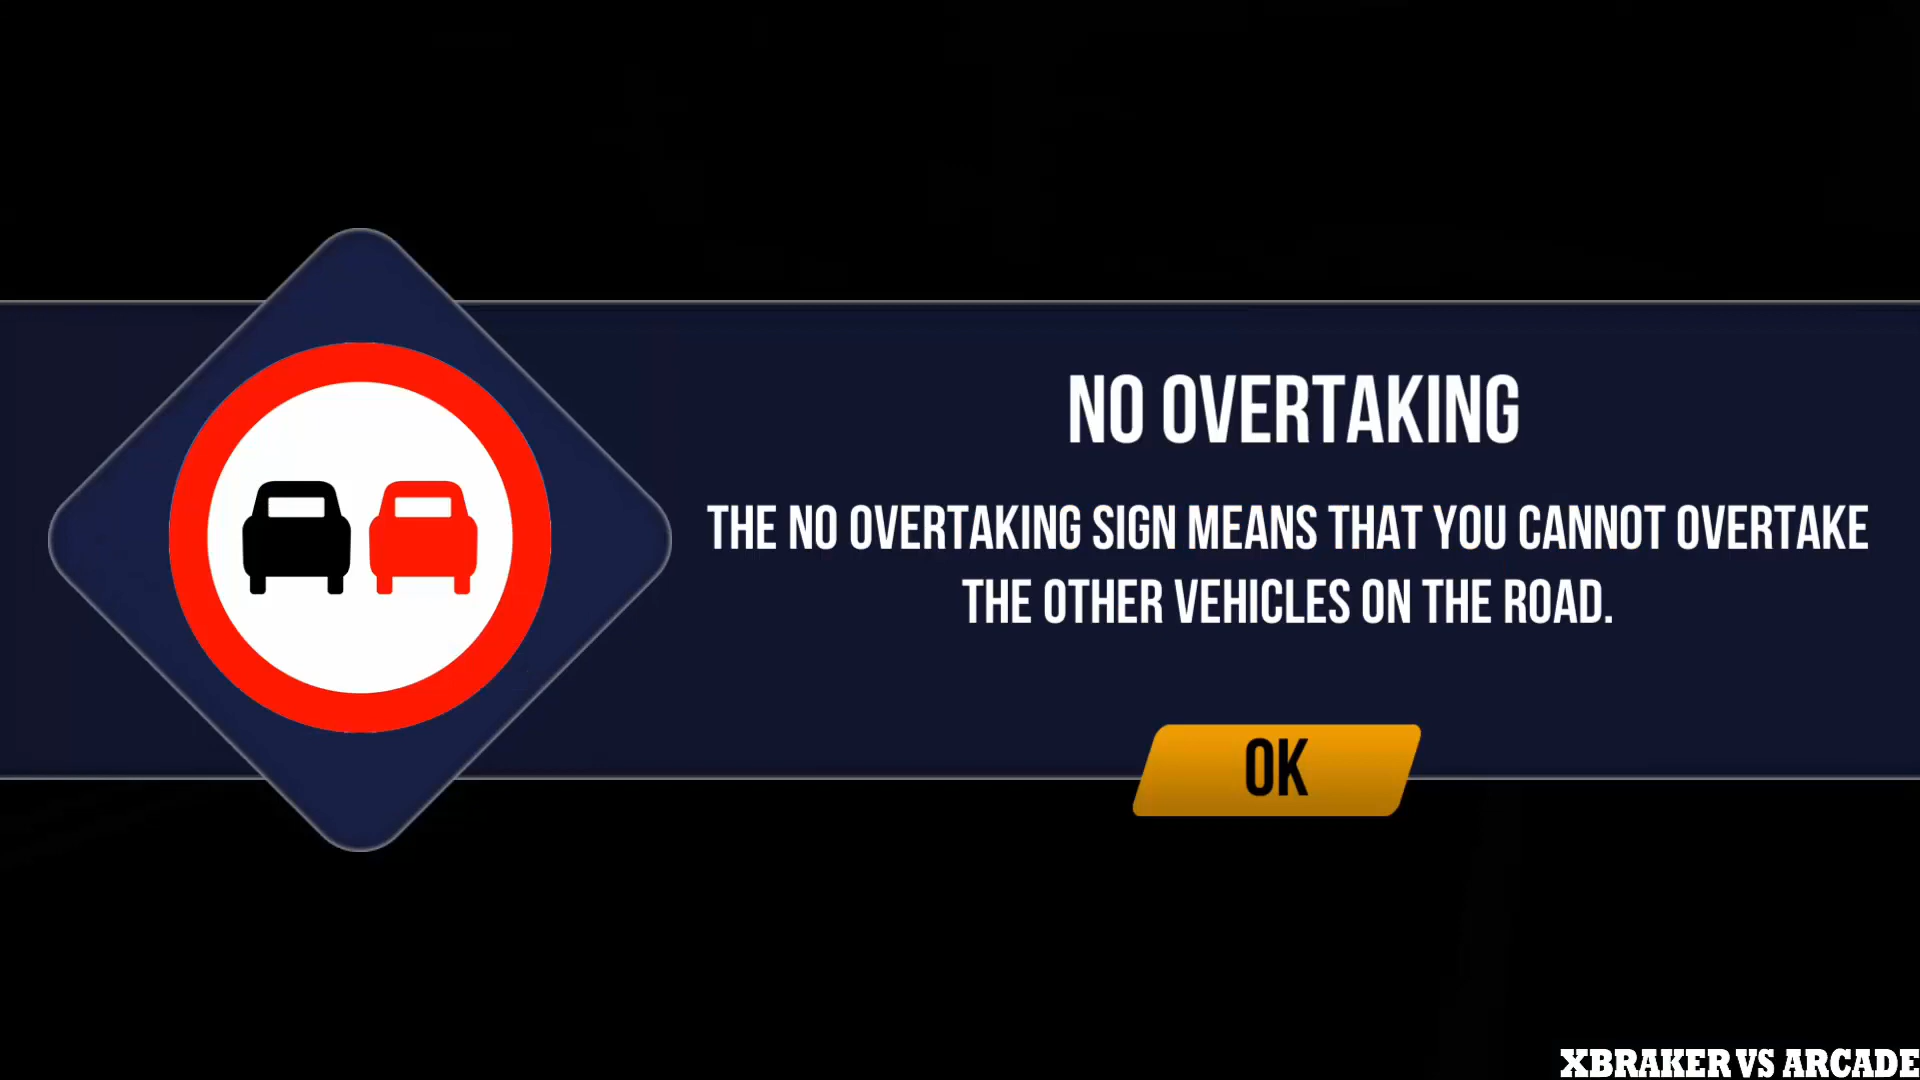 NO OVERTAKING
THE NO OVERTAKING SIGN MEANS THAT YOU CANNOT OVERTAKE
THE OTHER VEHICLES ON THE ROAD.
OK
XBRAKER VS ARCADE